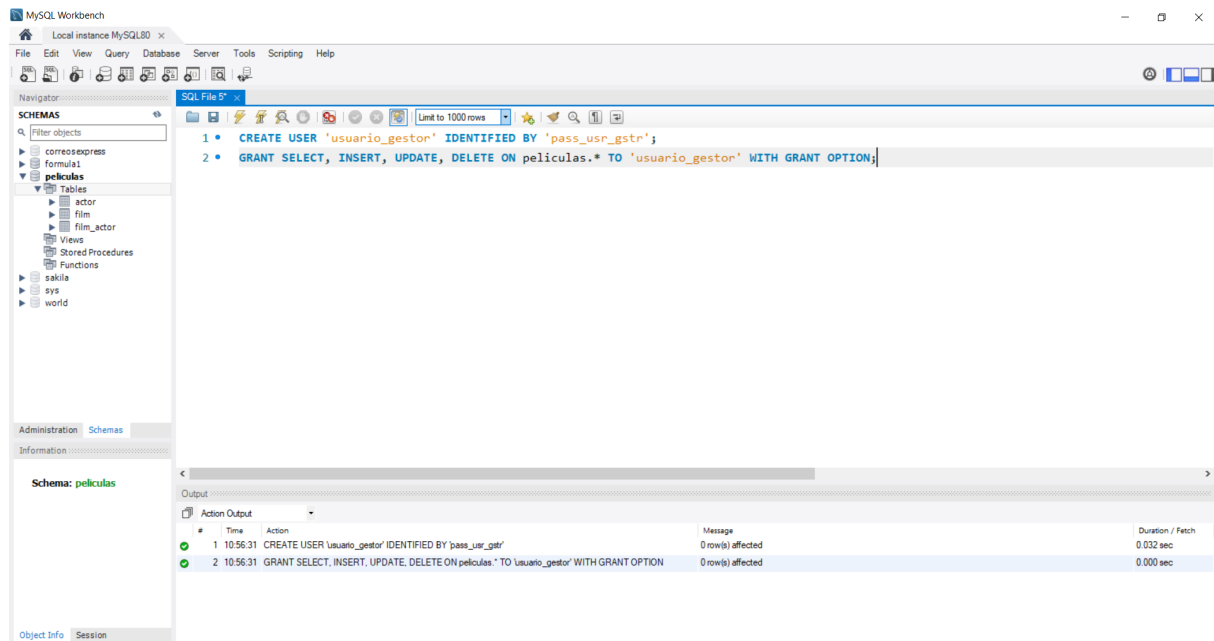 MySQL Workbench
Local instance MySQL80
File Edit View Query Database Server Tools Scripting Help
Navigator
SCHEMAS
Filter objects
correosexpress
formula1
peliculas
Tables
actor
film
film_actor
Views
Stored Procedures
Functions
sakila
sys
world
Administration Schemas
Information
Schema: peliculas
Object Info Session
SQL File 5*
Limit to 1000 rows
1 CREATE USER 'usuario_gestor' IDENTIFIED BY 'pass_usr_gstr';
2 GRANT SELECT, INSERT, UPDATE, DELETE ON peliculas.* TO 'usuario_gestor' WITH GRANT OPTION;
Output
Action Output
# Time Action Message Duration / Fetch
1 10:56:31 CREATE USER 'usuario_gestor' IDENTIFIED BY 'pass_usr_gstr' 0 row(s) affected 0.032 sec
2 10:56:31 GRANT SELECT, INSERT, UPDATE, DELETE ON peliculas.* TO 'usuario_gestor' WITH GRANT OPTION 0 row(s) affected 0.000 sec